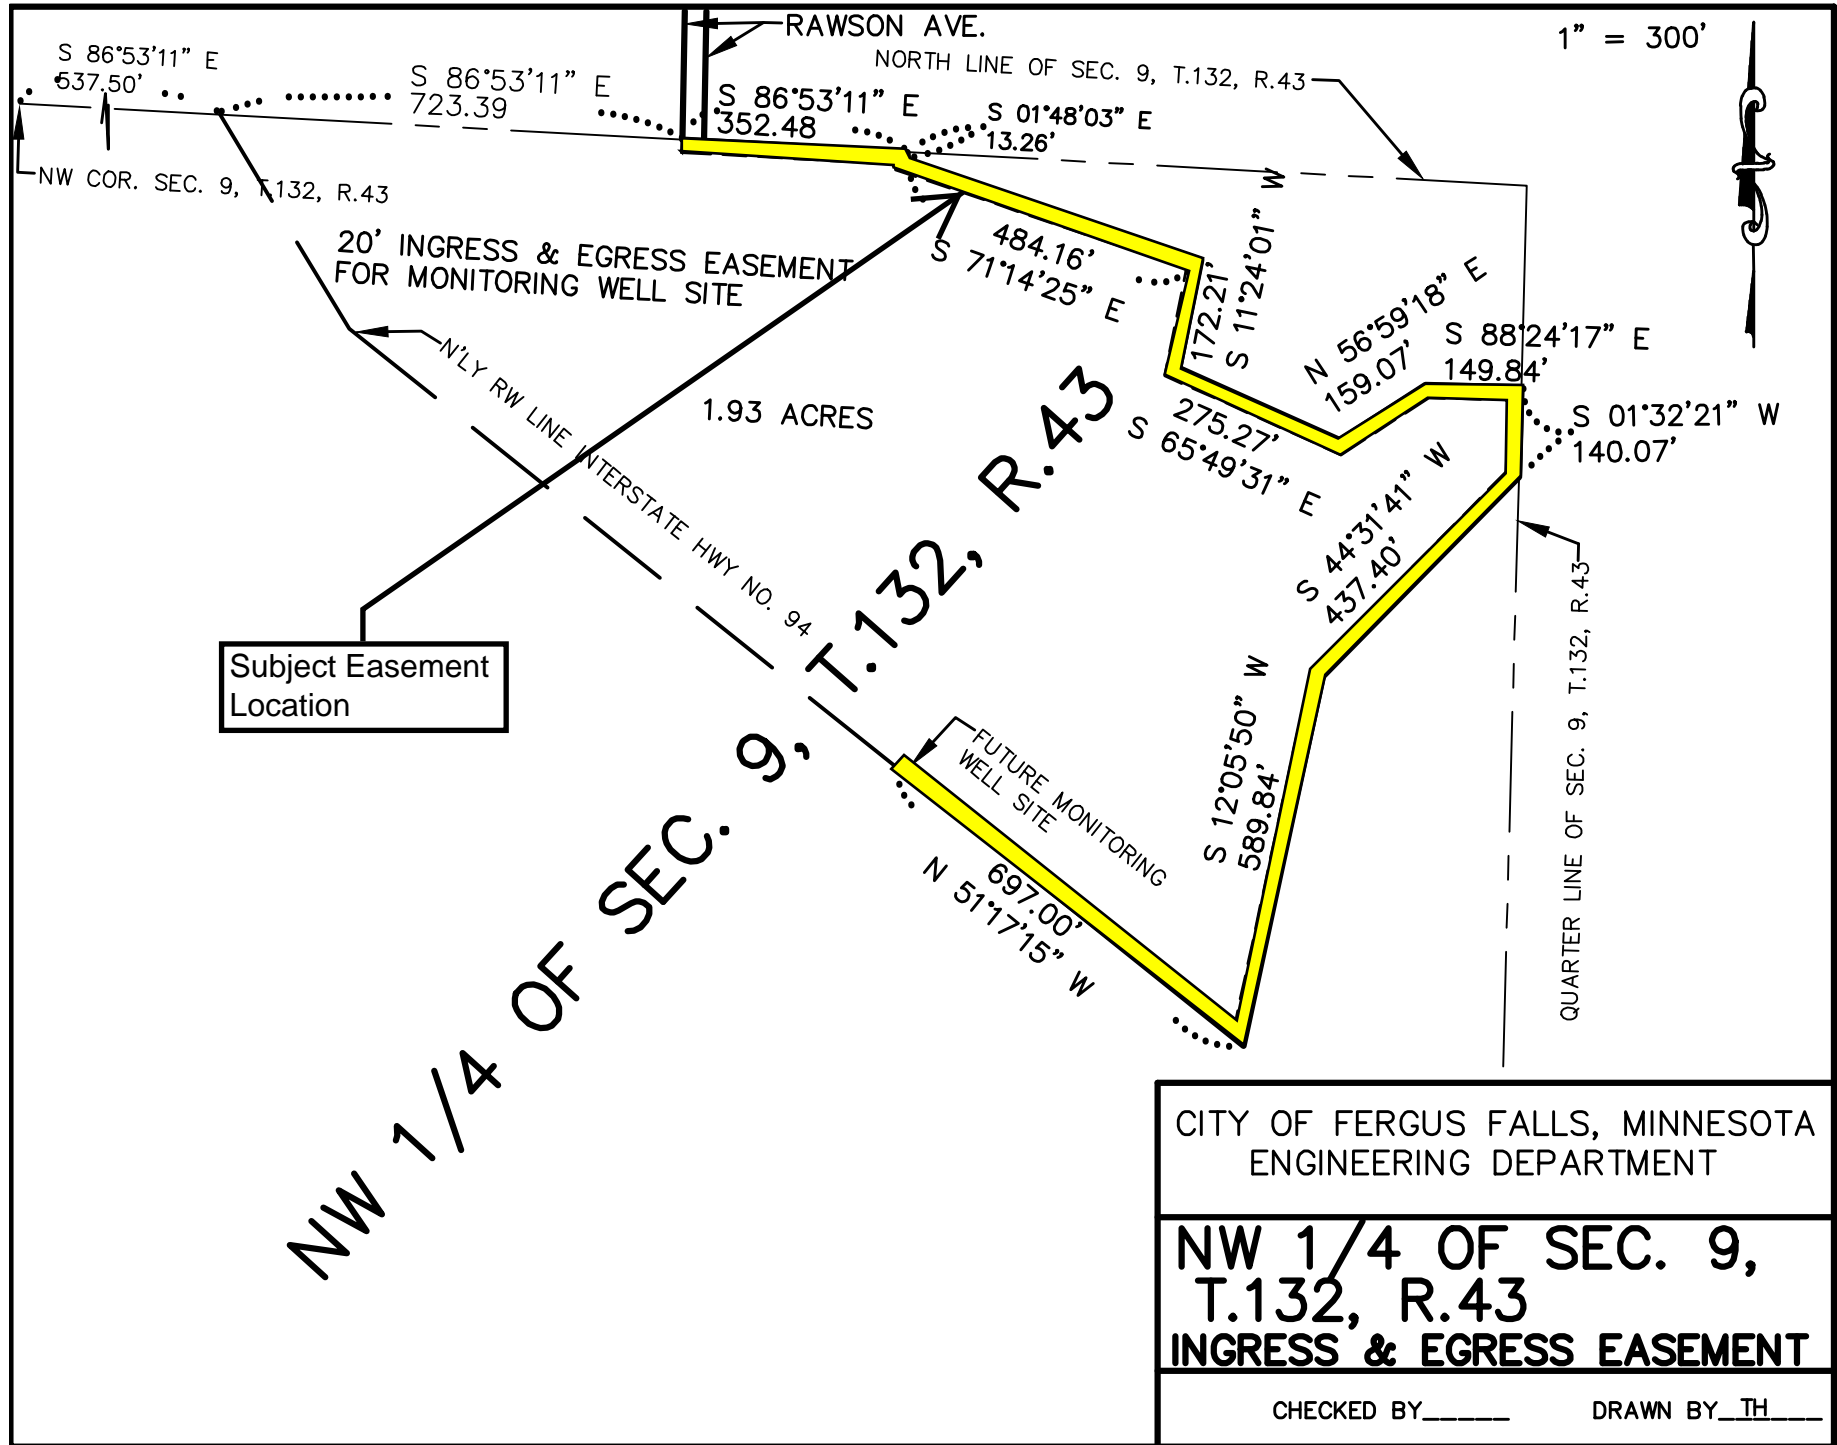 RAWSON AVE.
1” = 300’
S 86°53’11” E
537.50’
S 86°53’11” E
723.39
NORTH LINE OF SEC. 9, T.132, R.43
S 86°53’11” E
352.48
S 01°48’03” E
13.26’
NW COR. SEC. 9, T.132, R.43
20’ INGRESS & EGRESS EASEMENT
FOR MONITORING WELL SITE
484.16’
S 71°14’25” E
172.21’
S 11°24’01” W
N 56°59’18” E
159.07’
S 88°24’17” E
149.84’
S 01°32’21” W
140.07’
275.27’
S 65°49’31” E
N’LY RW LINE INTERSTATE HWY NO. 94
1.93 ACRES
S 44°31’41” W
437.40’
QUARTER LINE OF SEC. 9, T.132, R.43
Subject Easement
Location
S 12°05’50” W
589.84’
FUTURE MONITORING
WELL SITE
697.00’
N 51°17’15” W
NW 1/4 OF SEC. 9, T.132, R.43
CITY OF FERGUS FALLS, MINNESOTA
ENGINEERING DEPARTMENT
NW 1/4 OF SEC. 9,
T.132, R.43
INGRESS & EGRESS EASEMENT
CHECKED BY_____ DRAWN BY__TH___